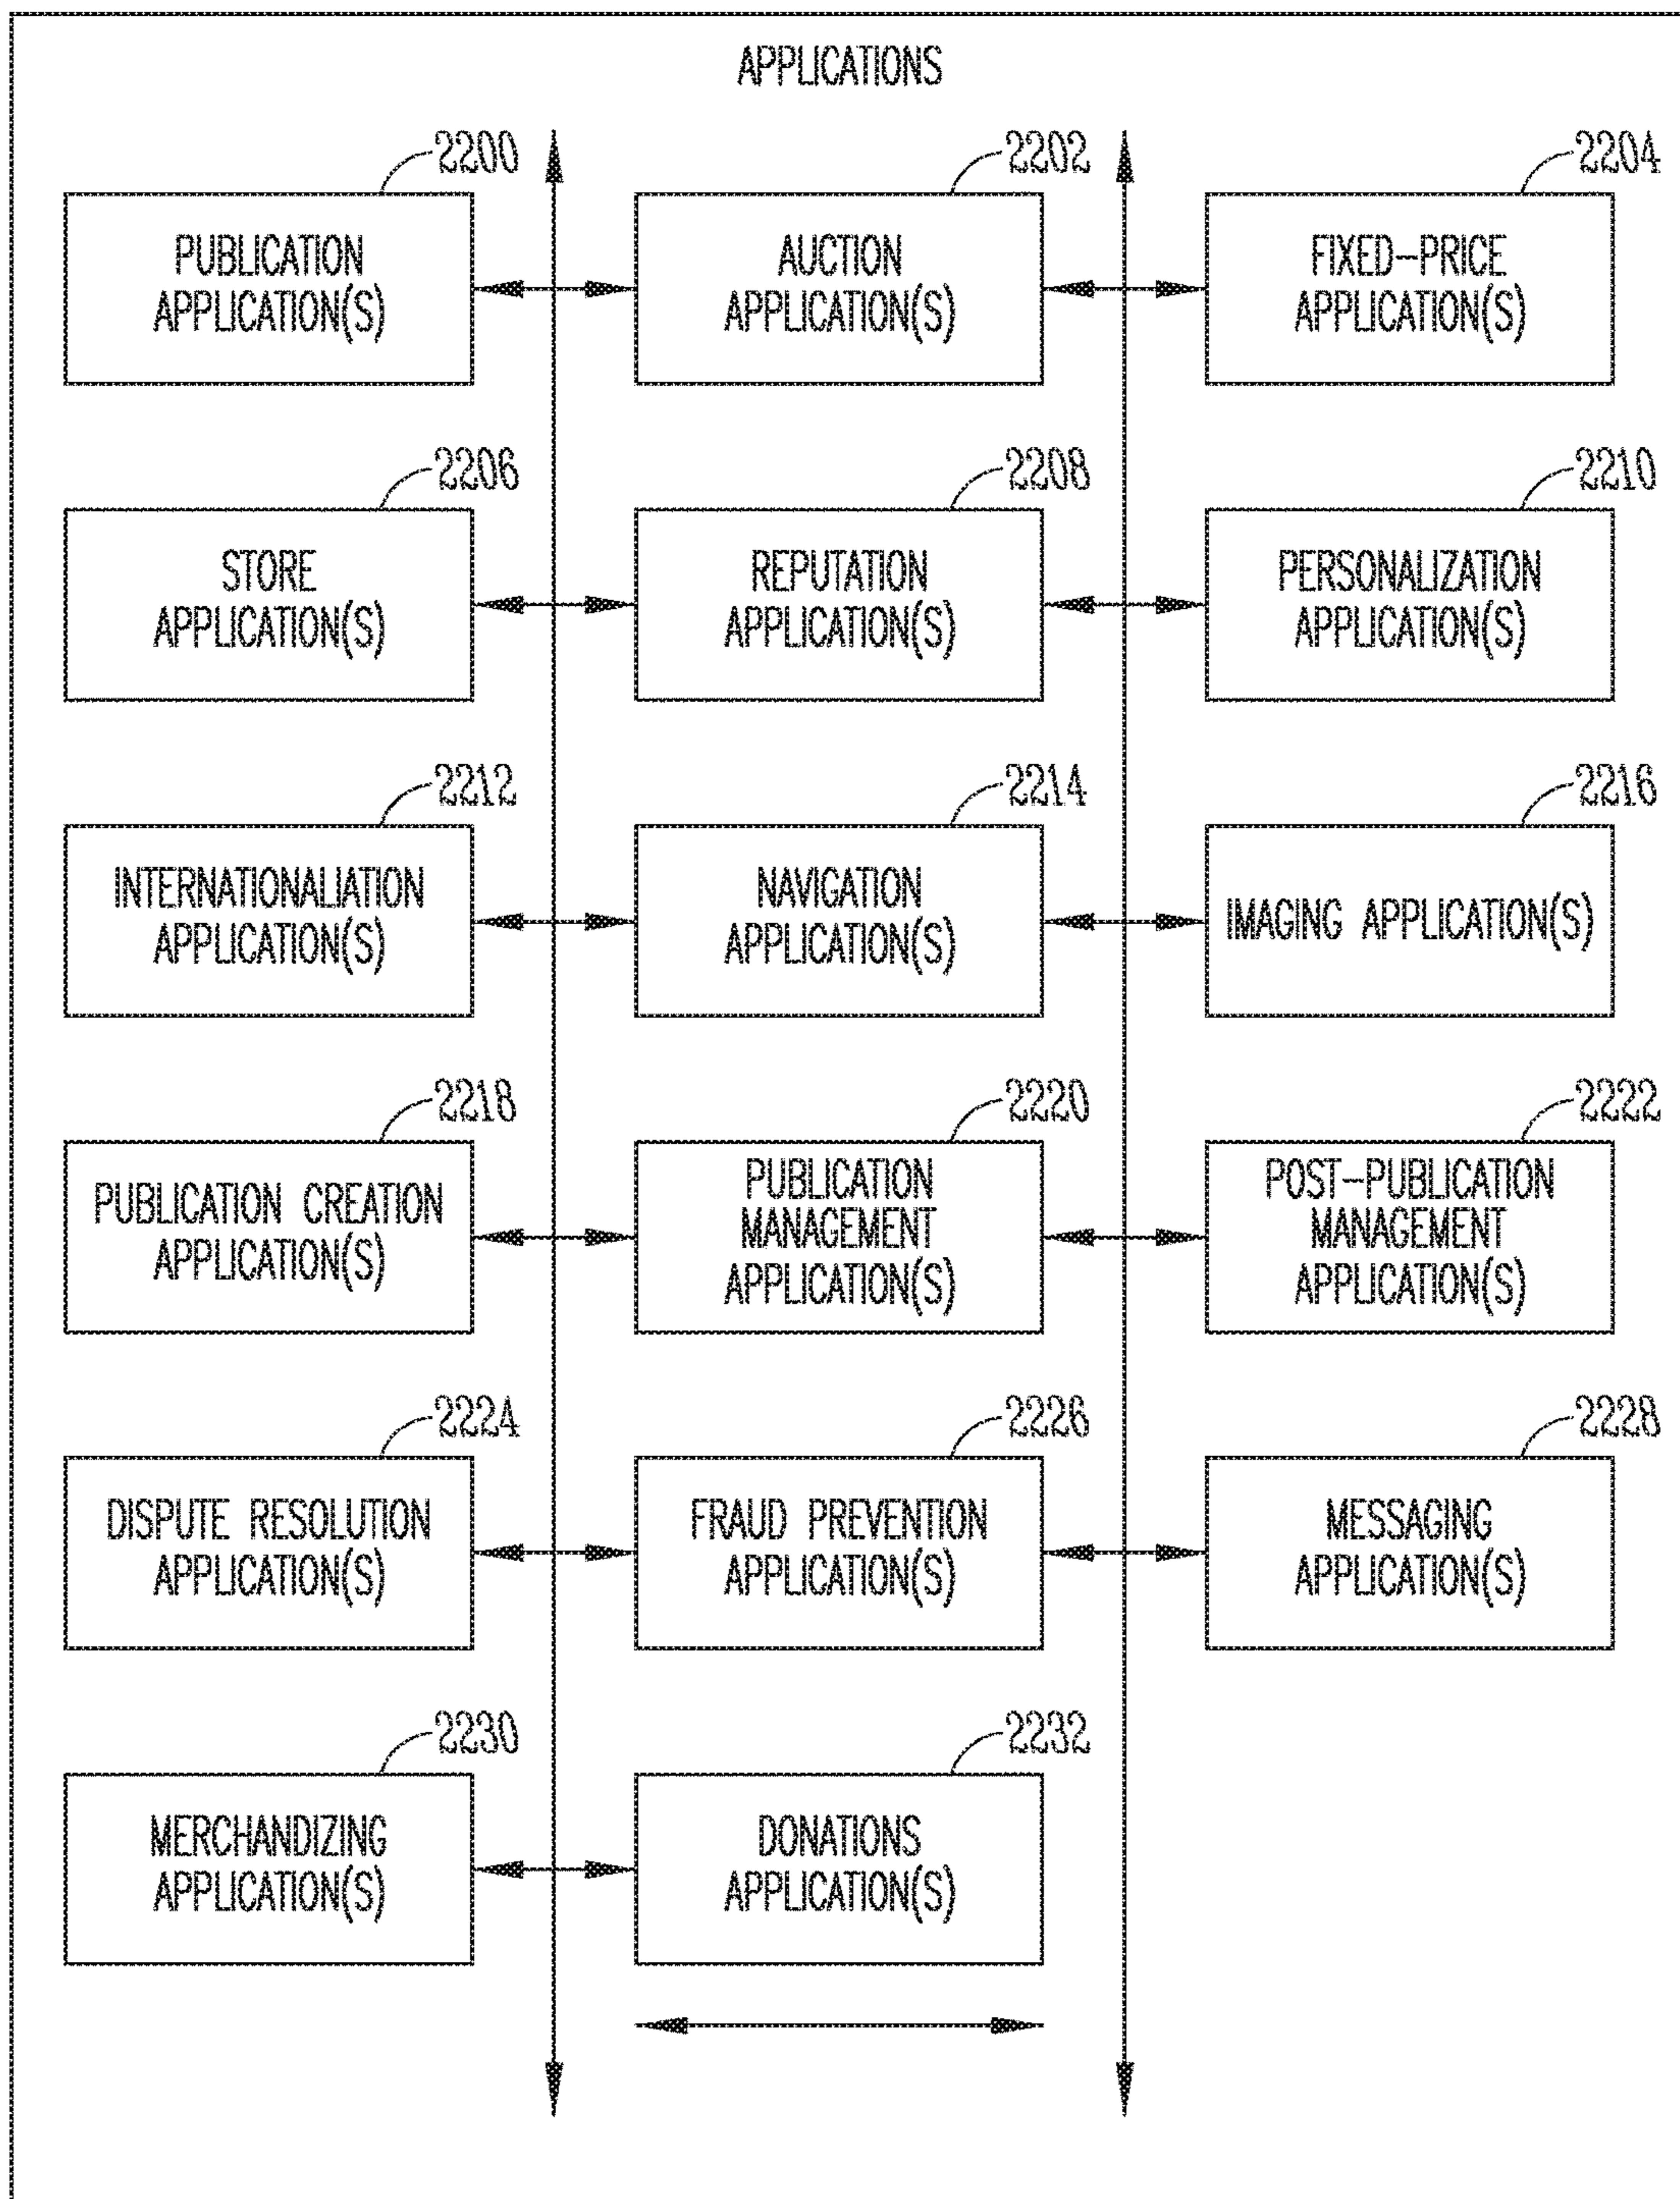 APPLICATIONS
2200
PUBLICATION
APPLICATION(S)
2202
AUCTION
APPLICATION(S)
2204
FIXED-PRICE
APPLICATION(S)
2206
STORE
APPLICATION(S)
2208
REPUTATION
APPLICATION(S)
2210
PERSONALIZATION
APPLICATION(S)
2212
INTERNATIONALIATION
APPLICATION(S)
2214
NAVIGATION
APPLICATION(S)
2216
IMAGING APPLICATION(S)
2218
PUBLICATION CREATION
APPLICATION(S)
2220
PUBLICATION
MANAGEMENT
APPLICATION(S)
2222
POST-PUBLICATION
MANAGEMENT
APPLICATION(S)
2224
DISPUTE RESOLUTION
APPLICATION(S)
2226
FRAUD PREVENTION
APPLICATION(S)
2228
MESSAGING
APPLICATION(S)
2230
MERCHANDIZING
APPLICATION(S)
2232
DONATIONS
APPLICATION(S)